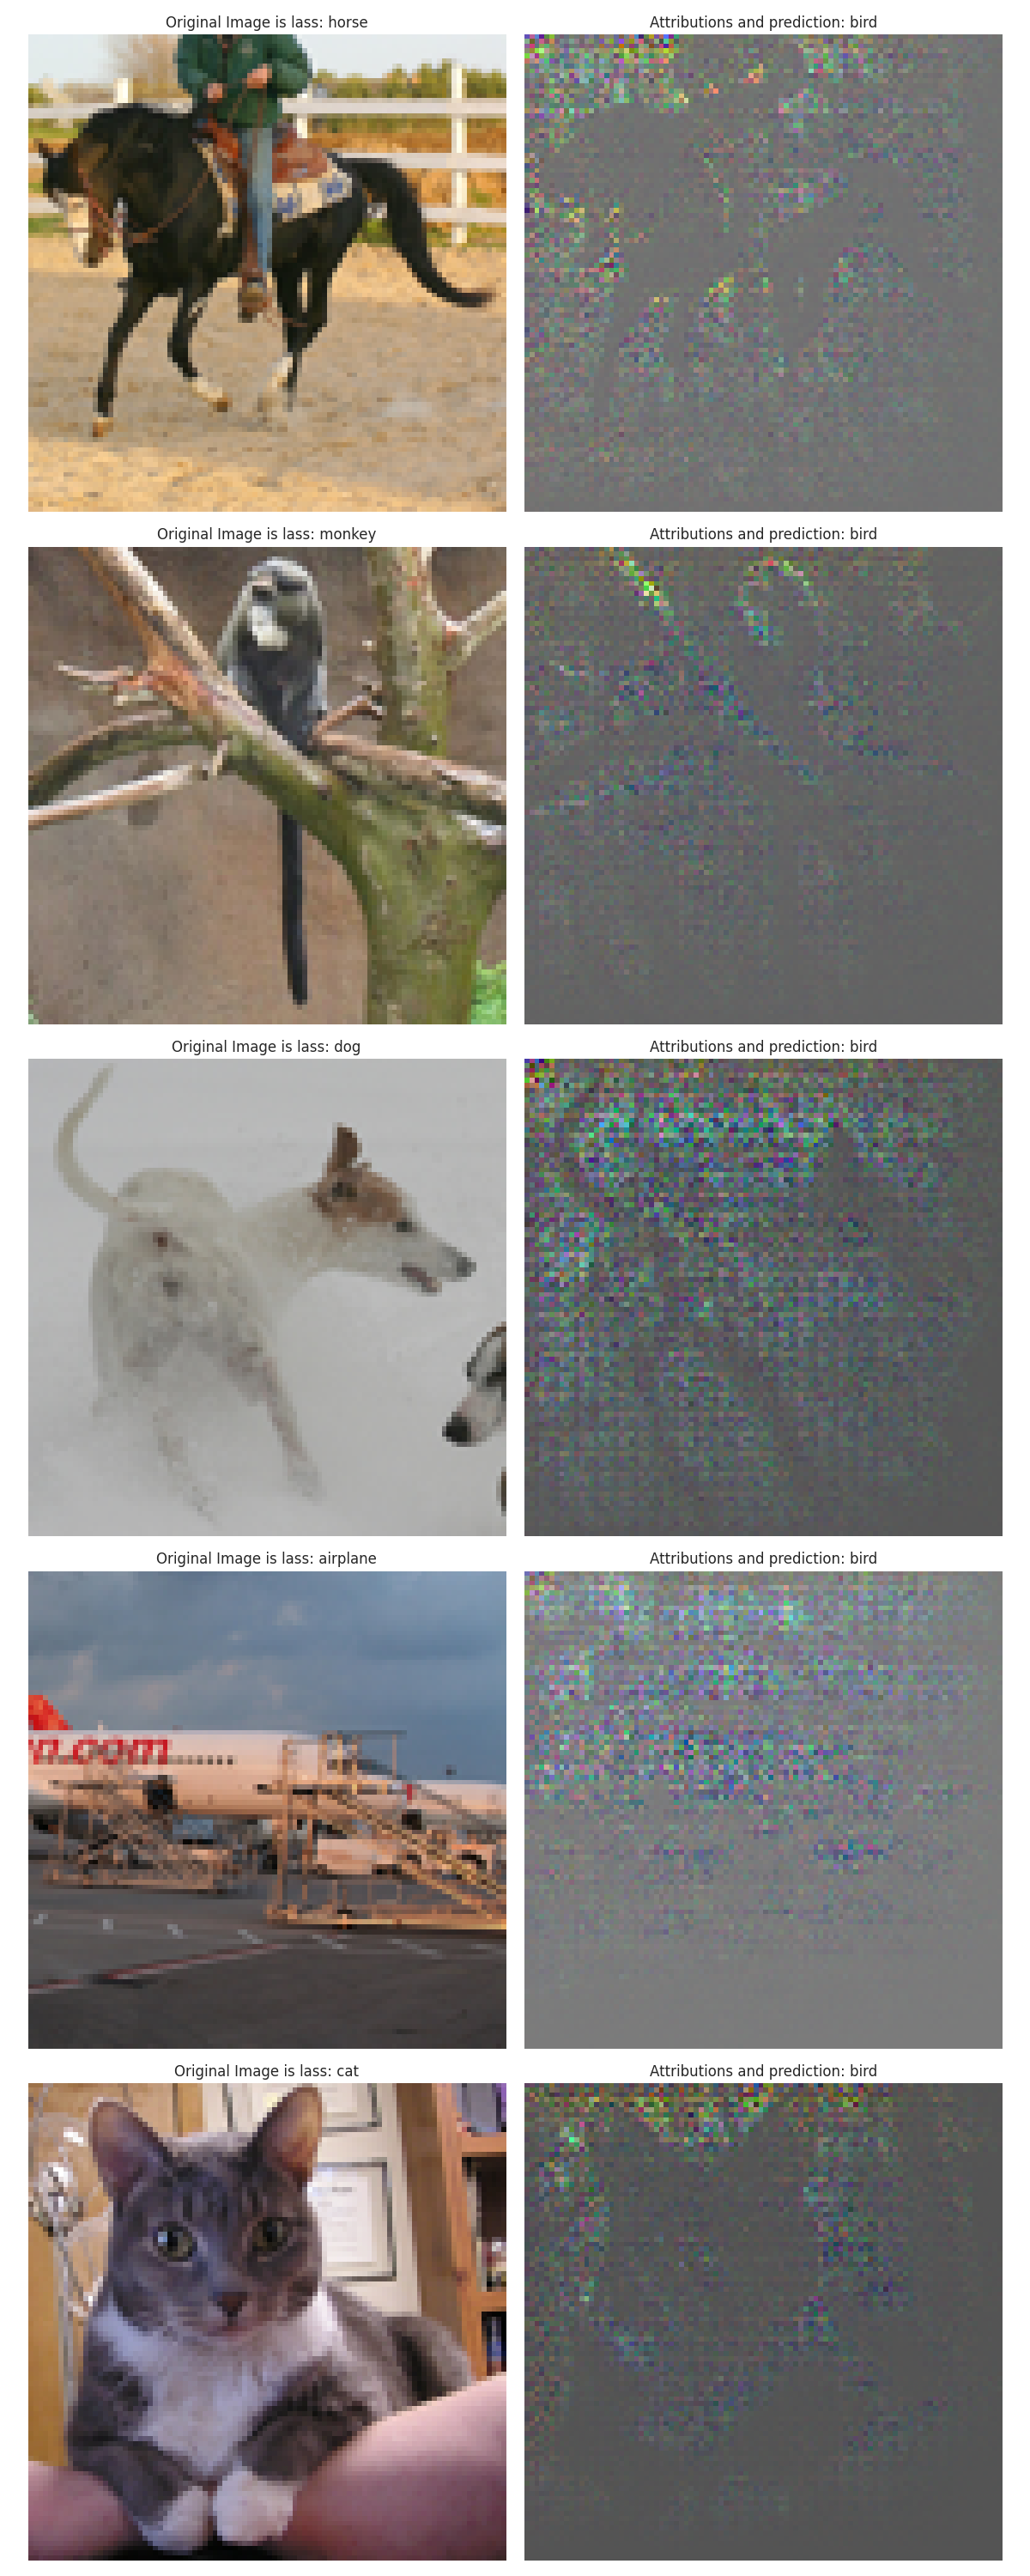 Original Image is lass: horse
Attributions and prediction: bird
Original Image is lass: monkey
Attributions and prediction: bird
Original Image is lass: dog
Attributions and prediction: bird
Original Image is lass: airplane
Attributions and prediction: bird
Original Image is lass: cat
Attributions and prediction: bird